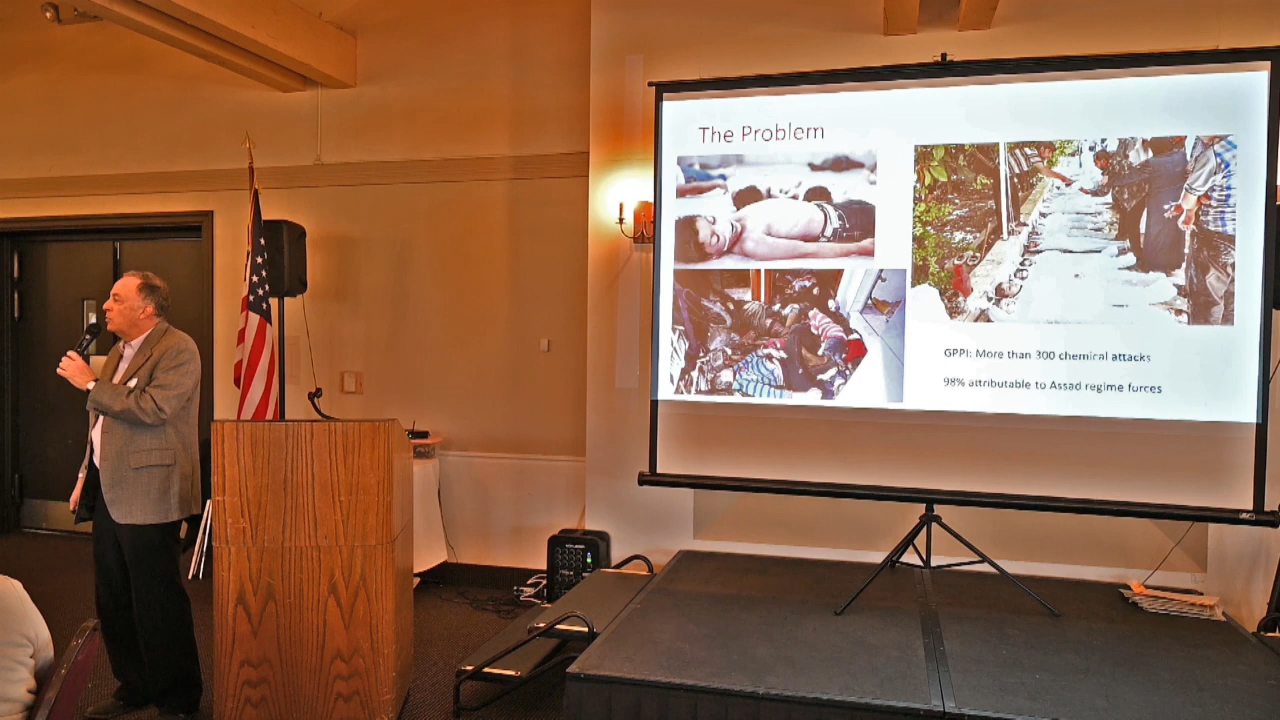 The Problem
GPPI: More than 300 chemical attacks
98% attributable to Assad regime forces